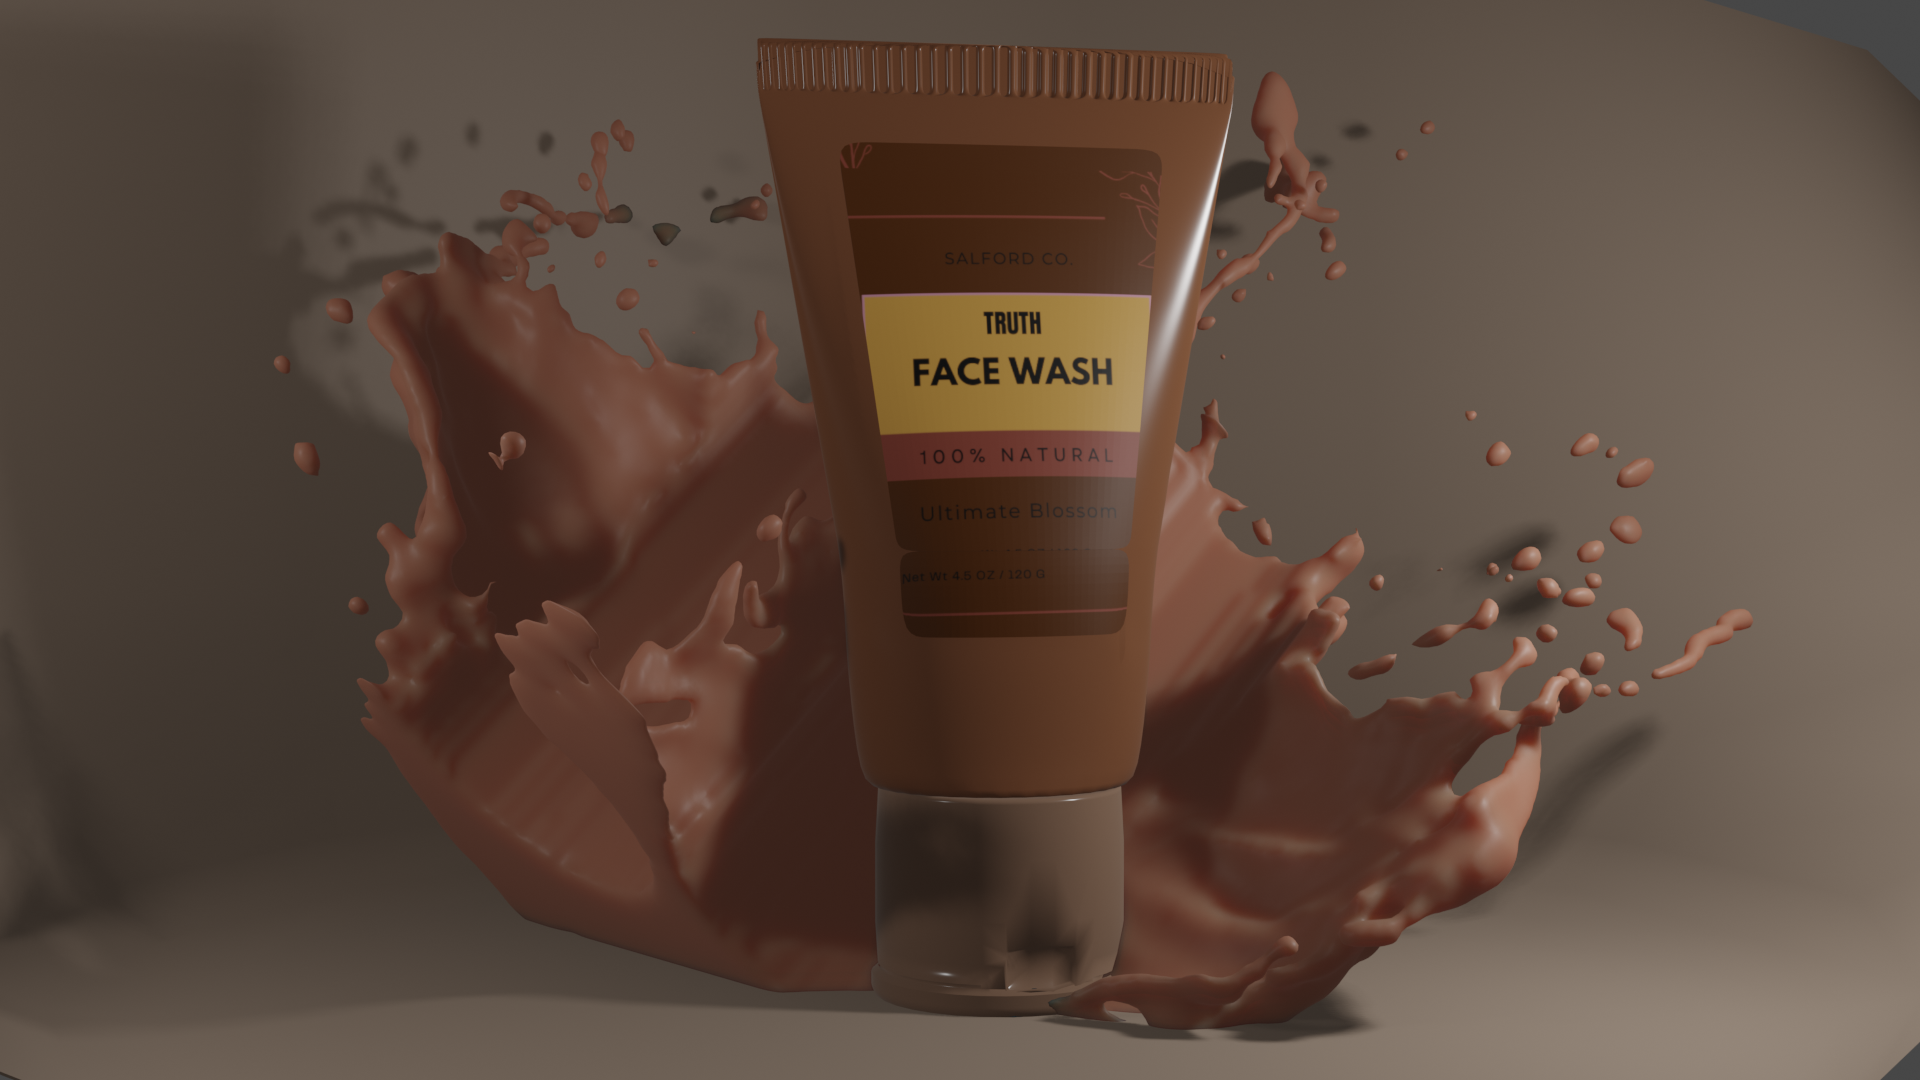 SALFORD CO.
TRUTH
FACE WASH
100% NATURAL
Ultimate Blossom
Net Wt 4.5 OZ / 120 G